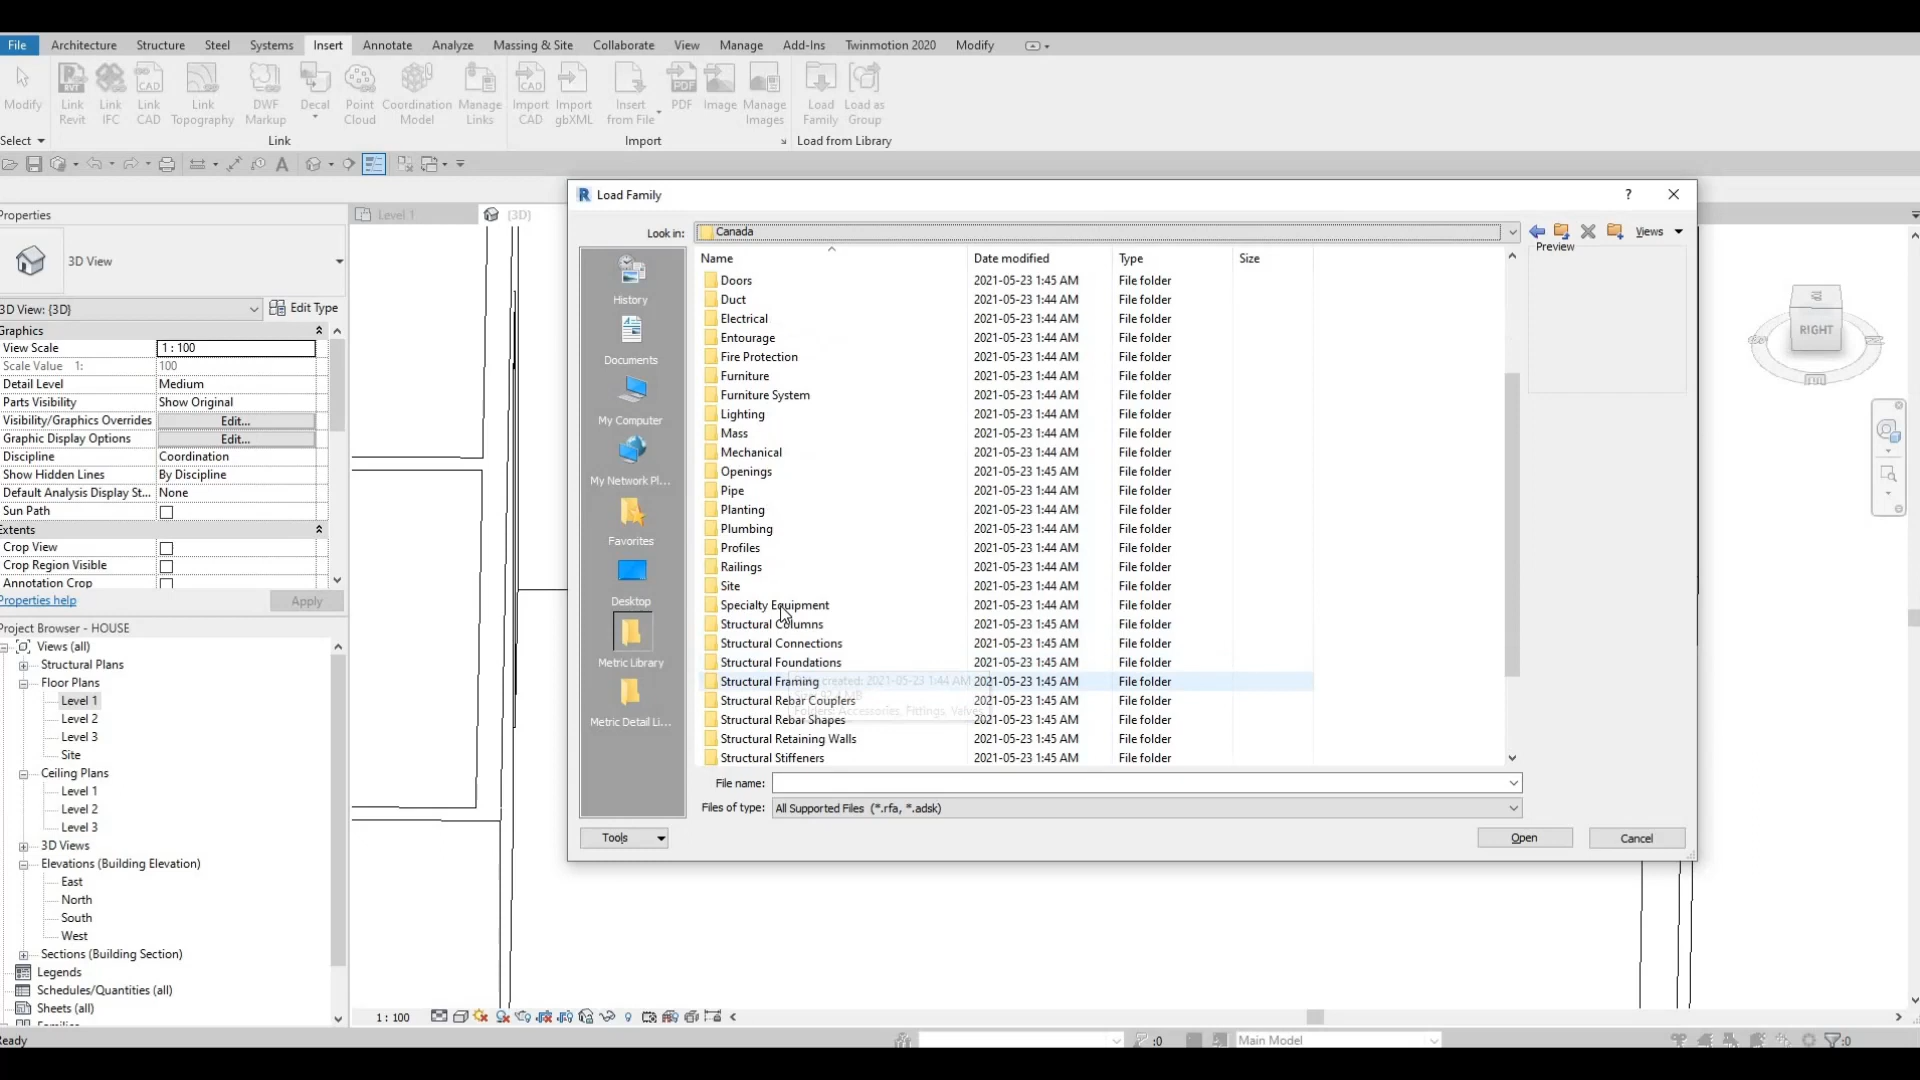 File Architecture Structure Steel Systems Insert Annotate Analyze Massing & Site Collaborate View Manage Add-Ins Twinmotion 2020 Modify
Modify
Link Revit
Link IFC
Link CAD
Link Topography
DWF Markup
Decal
Point Cloud
Coordination Model
Manage Links
Import CAD
Import gbXML
Insert from File
PDF
Image
Manage Images
Load Family
Load as Group
Select Link Import Load from Library
Properties
3D View
3D View: {3D} Edit Type
Graphics
View Scale 1 : 100
Scale Value 1: 100
Detail Level Medium
Parts Visibility Show Original
Visibility/Graphics Overrides Edit...
Graphic Display Options Edit...
Discipline Coordination
Show Hidden Lines By Discipline
Default Analysis Display St... None
Sun Path
Extents
Crop View
Crop Region Visible
Annotation Crop
Properties help Apply
Project Browser - HOUSE
Views (all)
Structural Plans
Floor Plans
Level 1
Level 2
Level 3
Site
Ceiling Plans
Level 1
Level 2
Level 3
3D Views
Elevations (Building Elevation)
East
North
South
West
Sections (Building Section)
Legends
Schedules/Quantities (all)
Sheets (all)
Level 1 {3D}
Load Family ?
Look in: Canada Views
Preview
History
Documents
My Computer
My Network Pl...
Favorites
Desktop
Metric Library
Metric Detail Li...
Name Date modified Type Size
Doors 2021-05-23 1:45 AM File folder
Duct 2021-05-23 1:44 AM File folder
Electrical 2021-05-23 1:44 AM File folder
Entourage 2021-05-23 1:44 AM File folder
Fire Protection 2021-05-23 1:44 AM File folder
Furniture 2021-05-23 1:44 AM File folder
Furniture System 2021-05-23 1:44 AM File folder
Lighting 2021-05-23 1:44 AM File folder
Mass 2021-05-23 1:44 AM File folder
Mechanical 2021-05-23 1:44 AM File folder
Openings 2021-05-23 1:45 AM File folder
Pipe 2021-05-23 1:44 AM File folder
Planting 2021-05-23 1:44 AM File folder
Plumbing 2021-05-23 1:44 AM File folder
Profiles 2021-05-23 1:44 AM File folder
Railings 2021-05-23 1:44 AM File folder
Site 2021-05-23 1:44 AM File folder
Specialty Equipment 2021-05-23 1:44 AM File folder
Structural Columns 2021-05-23 1:45 AM File folder
Structural Connections 2021-05-23 1:45 AM File folder
Structural Foundations 2021-05-23 1:45 AM File folder
Structural Framing 2021-05-23 1:45 AM File folder
created: 2021-05-23 1:44 AM
Structural Rebar Couplers 2021-05-23 1:45 AM File folder
Folders: Accessories, Fittings, Valves
Structural Rebar Shapes 2021-05-23 1:45 AM File folder
Structural Retaining Walls 2021-05-23 1:45 AM File folder
Structural Stiffeners 2021-05-23 1:45 AM File folder
File name:
Files of type: All Supported Files (*.rfa, *.adsk)
Tools Open Cancel
RIGHT
1 : 100
:0 Main Model :0